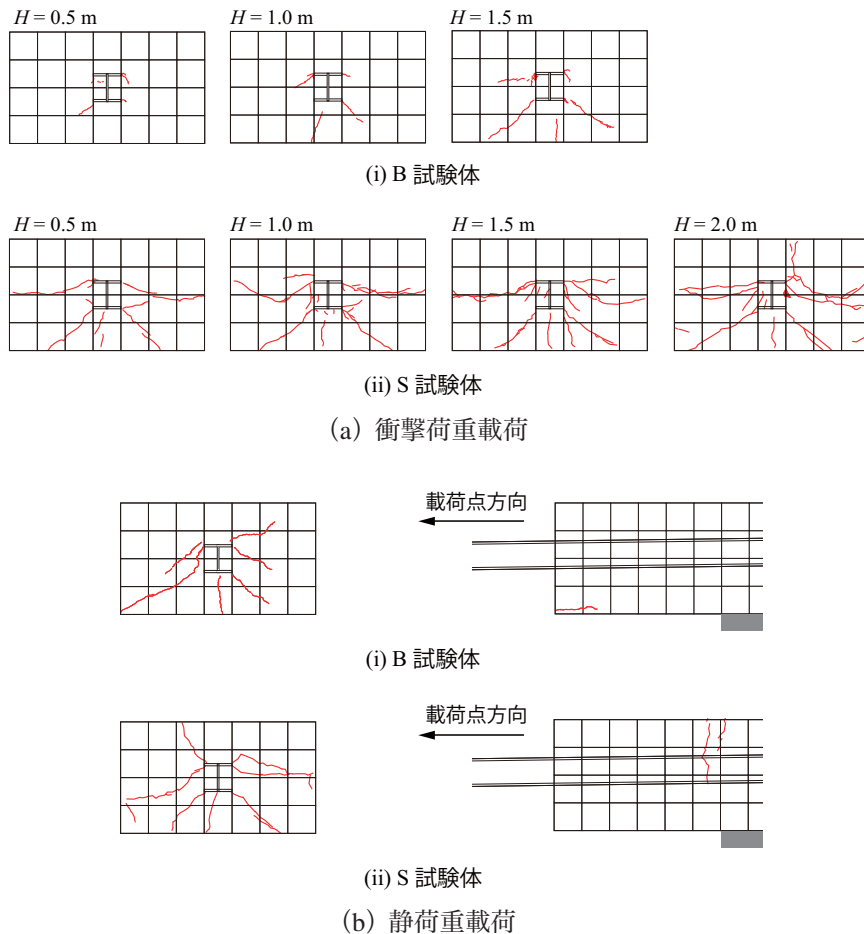 H = 0.5 m H = 1.0 m H = 1.5 m
(i) B 試験体
H = 0.5 m H = 1.0 m H = 1.5 m H = 2.0 m
(ii) S 試験体
(a) 衝撃荷重載荷
載荷点方向
(i) B 試験体
載荷点方向
(ii) S 試験体
(b) 静荷重載荷